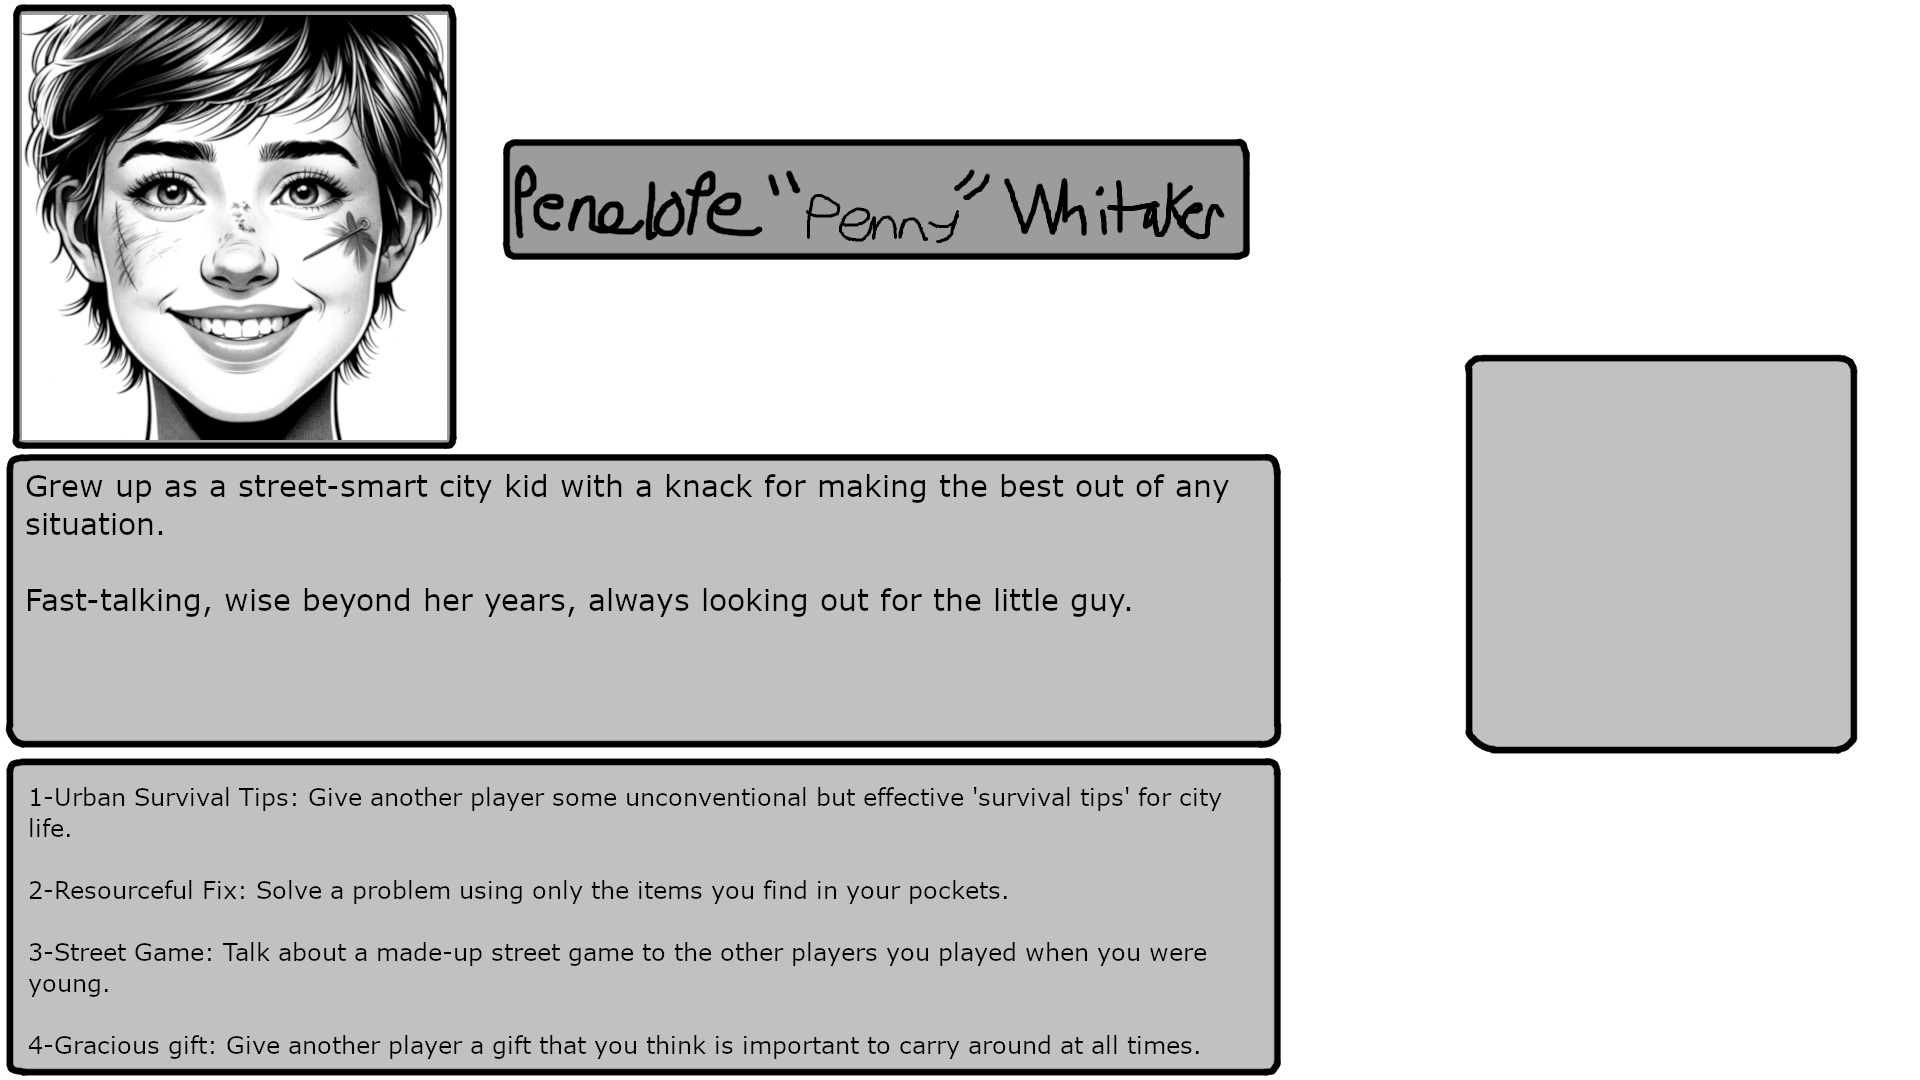 Penelope "Penny" Whitaker
Grew up as a street-smart city kid with a knack for making the best out of any
situation.
Fast-talking, wise beyond her years, always looking out for the little guy.
1-Urban Survival Tips: Give another player some unconventional but effective 'survival tips' for city
life.
2-Resourceful Fix: Solve a problem using only the items you find in your pockets.
3-Street Game: Talk about a made-up street game to the other players you played when you were
young.
4-Gracious gift: Give another player a gift that you think is important to carry around at all times.